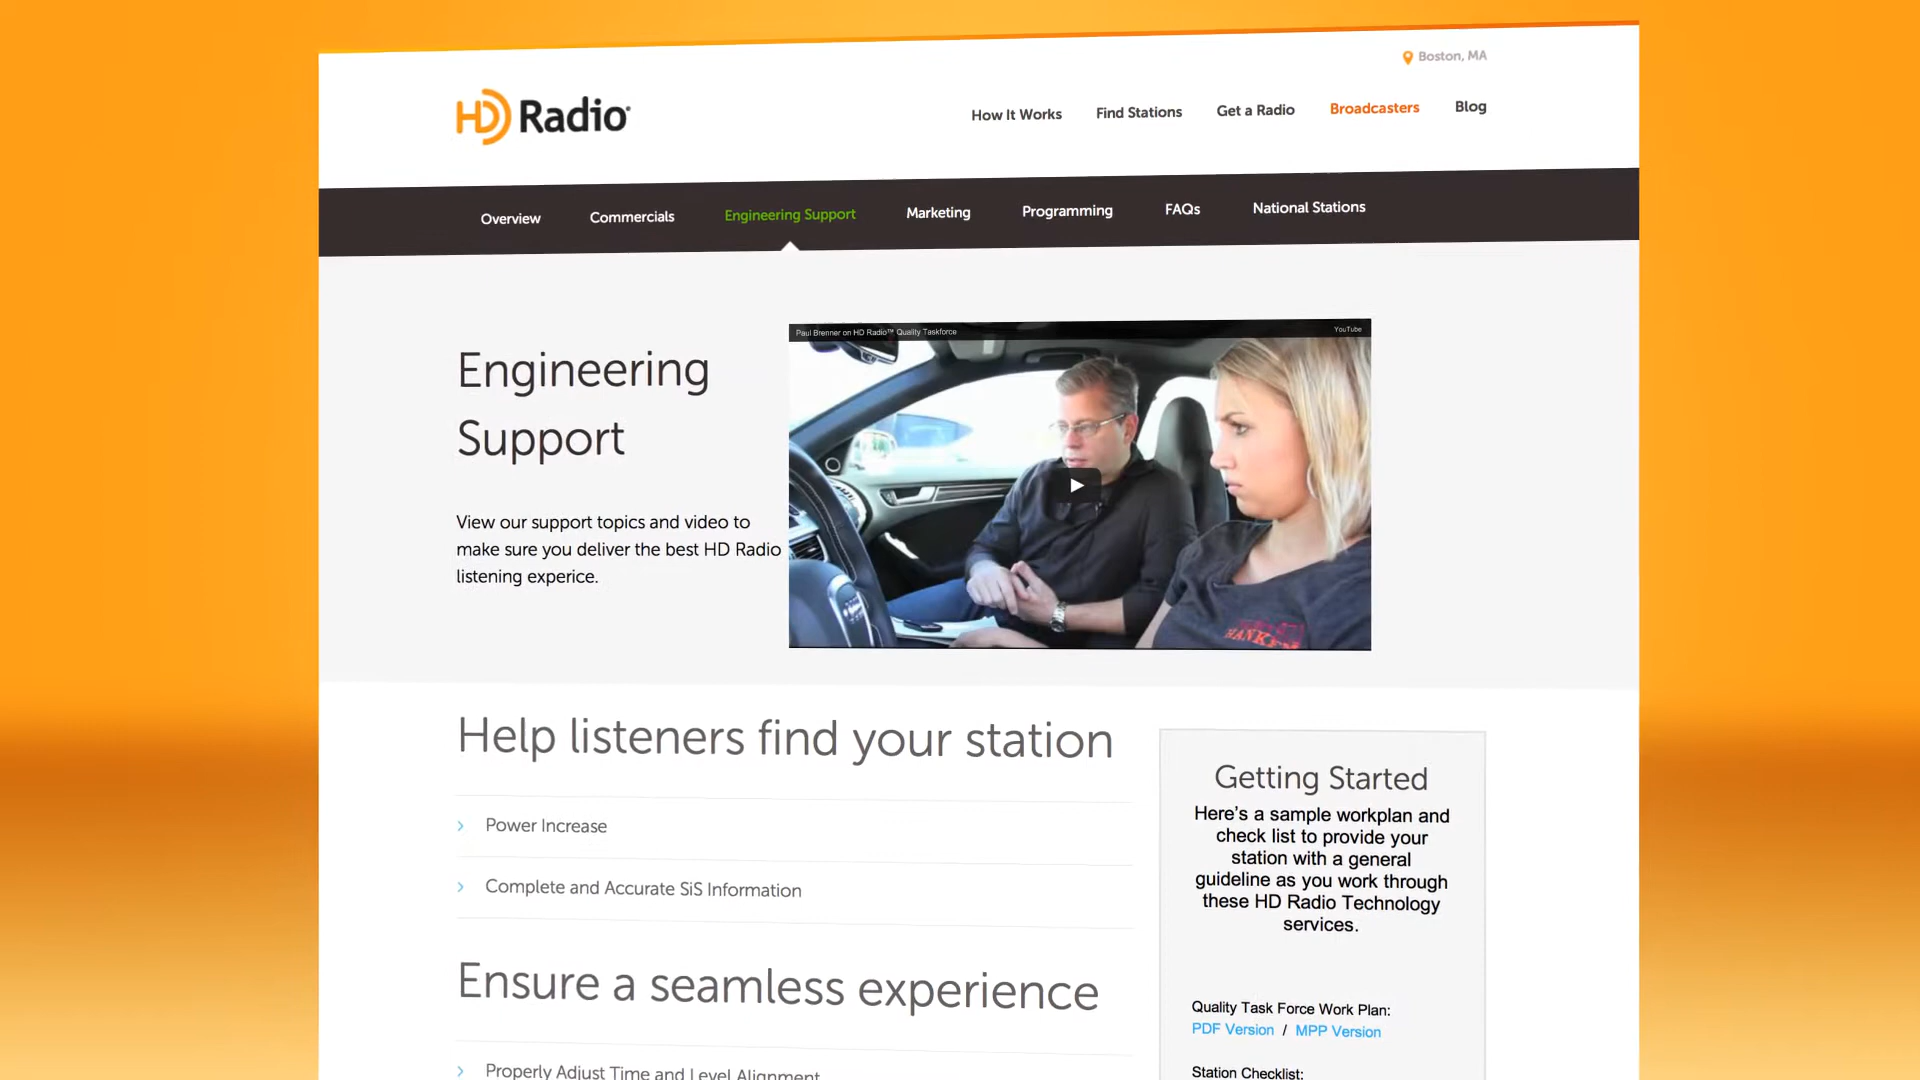 Boston, MA
HD Radio
How It Works Find Stations Get a Radio Broadcasters Blog
Overview Commercials Engineering Support Marketing Programming FAQs National Stations
Paul Brenner on HD Radio™ Quality Taskforce YouTube
Engineering
Support
View our support topics and video to
make sure you deliver the best HD Radio
listening experice.
Help listeners find your station
Power Increase
Complete and Accurate SiS Information
Ensure a seamless experience
Properly Adjust Time and Level Alignment
Getting Started
Here's a sample workplan and
check list to provide your
station with a general
guideline as you work through
these HD Radio Technology
services.
Quality Task Force Work Plan:
PDF Version / MPP Version
Station Checklist: